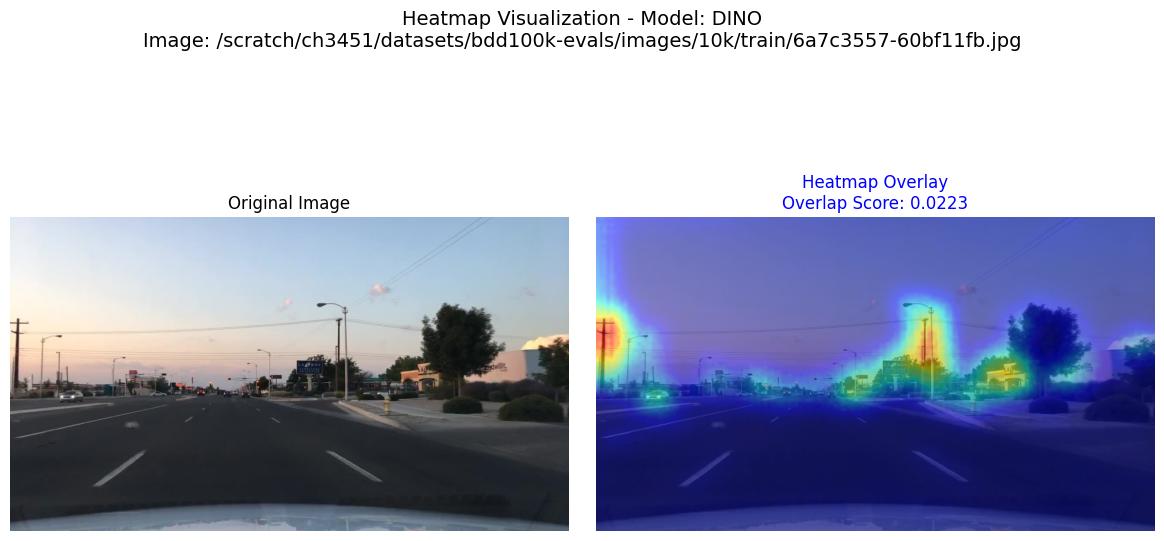 Heatmap Visualization - Model: DINO
Image: /scratch/ch3451/datasets/bdd100k-evals/images/10k/train/6a7c3557-60bf11fb.jpg
Original Image
Heatmap Overlay
Overlap Score: 0.0223